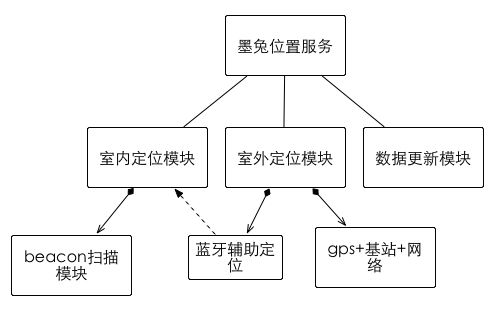 墨兔位置服务
室内定位模块
室外定位模块
数据更新模块
beacon扫描
模块
蓝牙辅助定
位
gps+基站+网
络